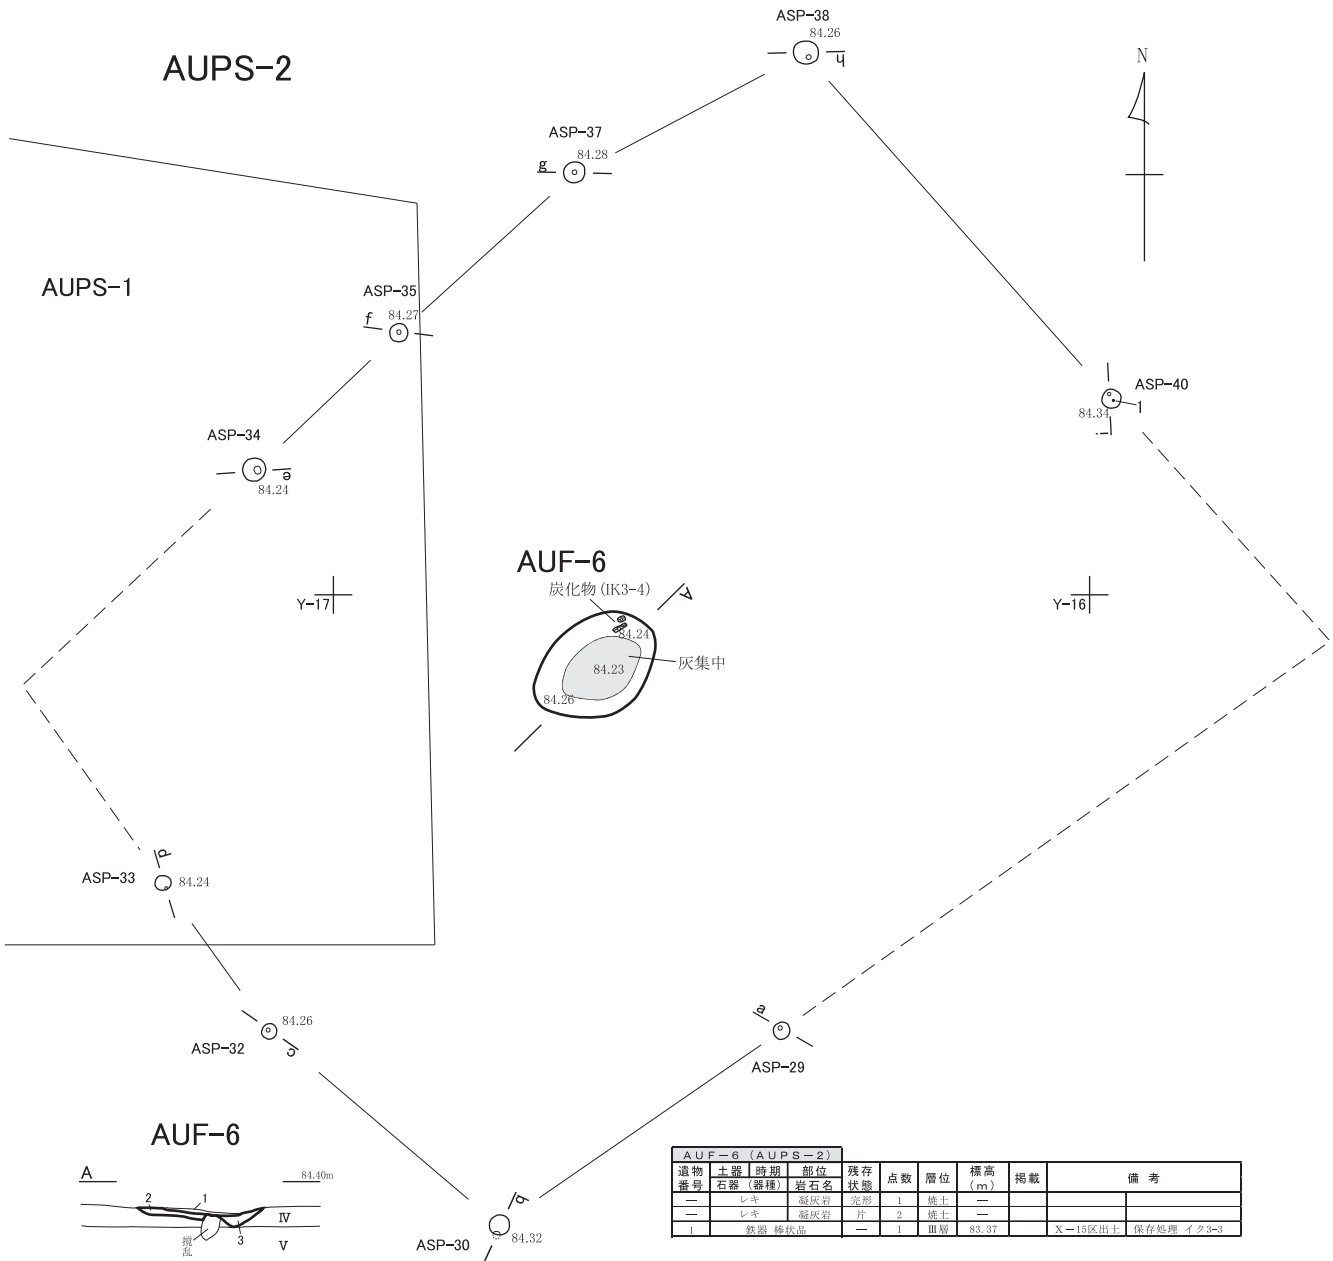 ASP-38
84.26
h
AUPS-2
N
ASP-37
84.28
g
AUPS-1
ASP-35
84.27
f
ASP-40
84.34
1
i
ASP-34
e
84.24
AUF-6
炭化物(IK3-4)
A
Y-17
Y-16
84.24
84.23
灰集中
84.26
d
ASP-33
84.24
84.26
ASP-32
c
a
ASP-29
AUF-6
A
84.40m
2
1
Ⅳ
3
Ⅴ
撹乱
b
ASP-30
84.32
AUF-6 (AUPS-2)
遺物番号 土器 時期 部位 残存状態 点数 層位 標高(m) 掲載 備考
石器 (器種) 岩石名
― レキ 凝灰岩 完形 1 焼土 ―
― レキ 凝灰岩 片 2 焼土 ―
1 鉄器 棒状品 ― 1 Ⅲ層 83.37 X-15区出土 保存処理 イク3-3